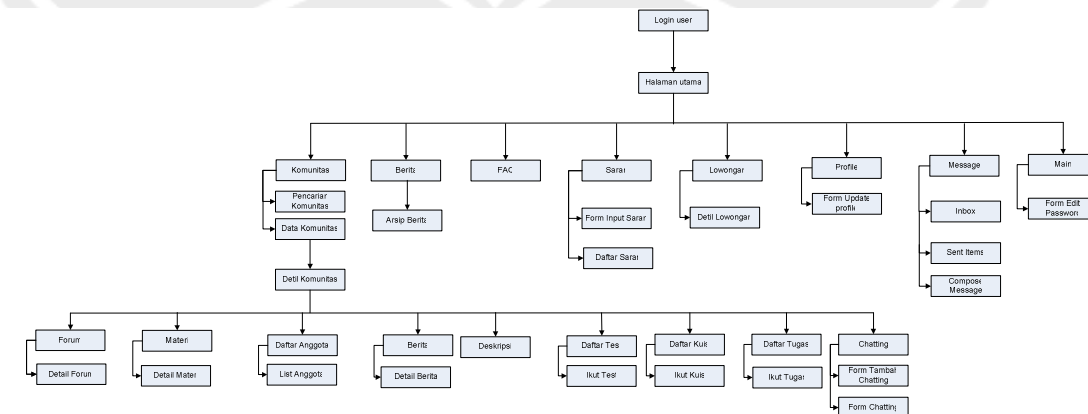 Login user
Halaman utama
Komunitas
Berita
FAC
Saran
Lowongan
Profile
Message
Main
Pencarian
Komunitas
Data Komunitas
Arsip Berita
Form Input Saran
Daftar Saran
Detil Lowongan
Form Update
profile
Inbox
Sent Items
Compose
Message
Form Edit
Password
Detil Komunitas
Forum
Materi
Daftar Anggota
Berita
Deskripsi
Daftar Tes
Daftar Kuis
Daftar Tugas
Chatting
Detail Forum
Detail Materi
List Anggota
Detail Berita
Ikut Test
Ikut Kuis
Ikut Tugas
Form Tambah
Chatting
Form Chatting